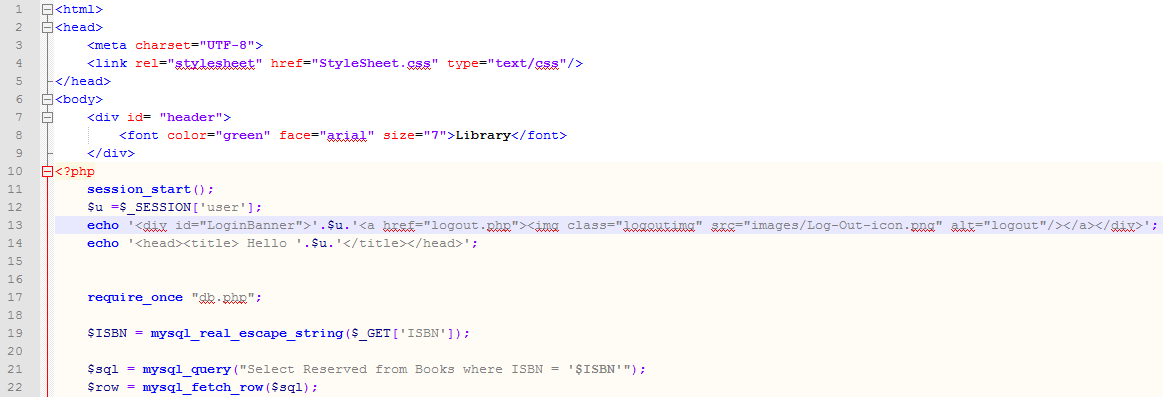 1 <html>
2 <head>
3 <meta charset="UTF-8">
4 <link rel="stylesheet" href="StyleSheet.css" type="text/css"/>
5 </head>
6 <body>
7 <div id= "header">
8 <font color="green" face="arial" size="7">Library</font>
9 </div>
10 <?php
11 session_start();
12 $u =$_SESSION['user'];
13 echo '<div id="LoginBanner">'.$u.'<a href="logout.php"><img class="logoutimg" src="images/Log-Out-icon.png" alt="logout"/></a></div>';
14 echo '<head><title> Hello '.$u.'</title></head>';
15
16
17 require_once "db.php";
18
19 $ISBN = mysql_real_escape_string($_GET['ISBN']);
20
21 $sql = mysql_query("Select Reserved from Books where ISBN = '$ISBN'");
22 $row = mysql_fetch_row($sql);